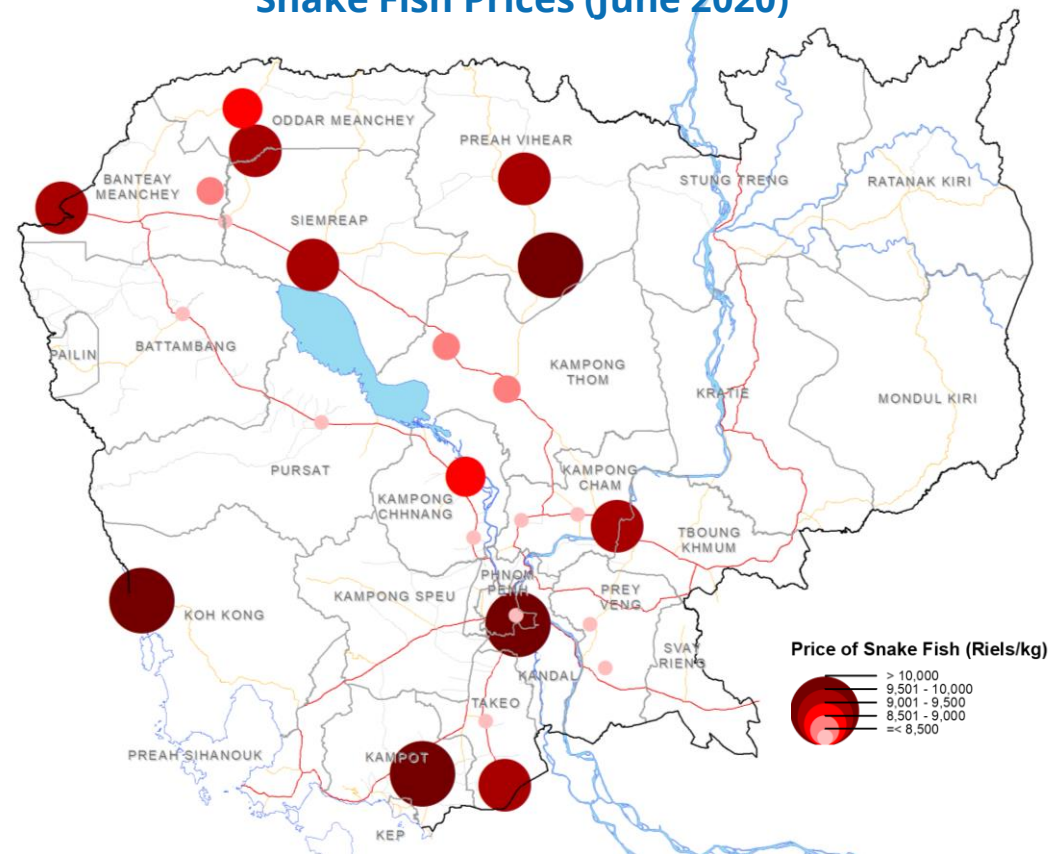 Snake Fish Prices (June 2020)
ODDAR MEANCHEY
PREAH VIHEAR
BANTEAY
MEANCHEY
STUNG TRENG
RATANAK KIRI
SIEMREAP
PAILIN
BATTAMBANG
KAMPONG
THOM
KRATIE
MONDUL KIRI
PURSAT
KAMPONG
CHAM
KAMPONG
CHHNANG
TBOUNG
KHMUM
PHNOM
PENH
KAMPONG SPEU
PREY
VENG
KOH KONG
SVAY
RIENG
KANDAL
TAKEO
PREAH SIHANOUK
KAMPOT
KEP
Price of Snake Fish (Riels/kg)
> 10,000
9,501 - 10,000
9,001 - 9,500
8,501 - 9,000
=< 8,500